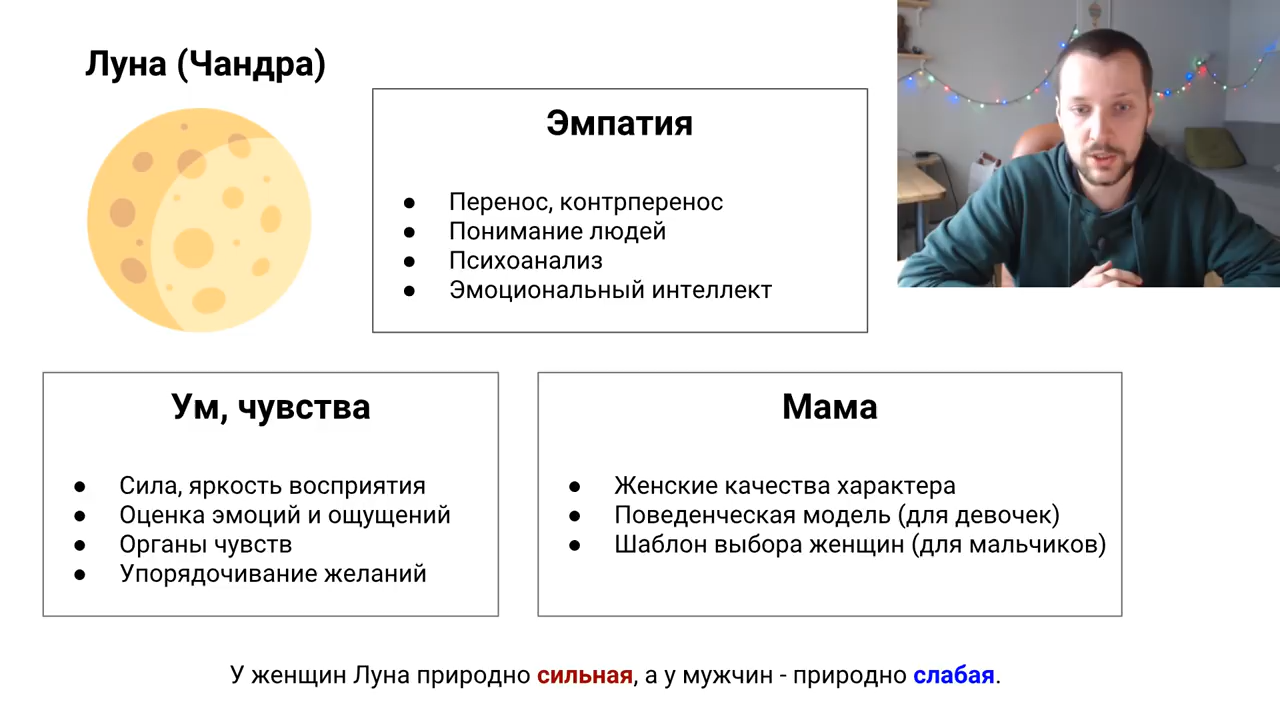 Луна (Чандра)
Эмпатия
● Перенос, контрперенос
● Понимание людей
● Психоанализ
● Эмоциональный интеллект
Ум, чувства
● Сила, яркость восприятия
● Оценка эмоций и ощущений
● Органы чувств
● Упорядочивание желаний
Мама
● Женские качества характера
● Поведенческая модель (для девочек)
● Шаблон выбора женщин (для мальчиков)
У женщин Луна природно сильная, а у мужчин - природно слабая.